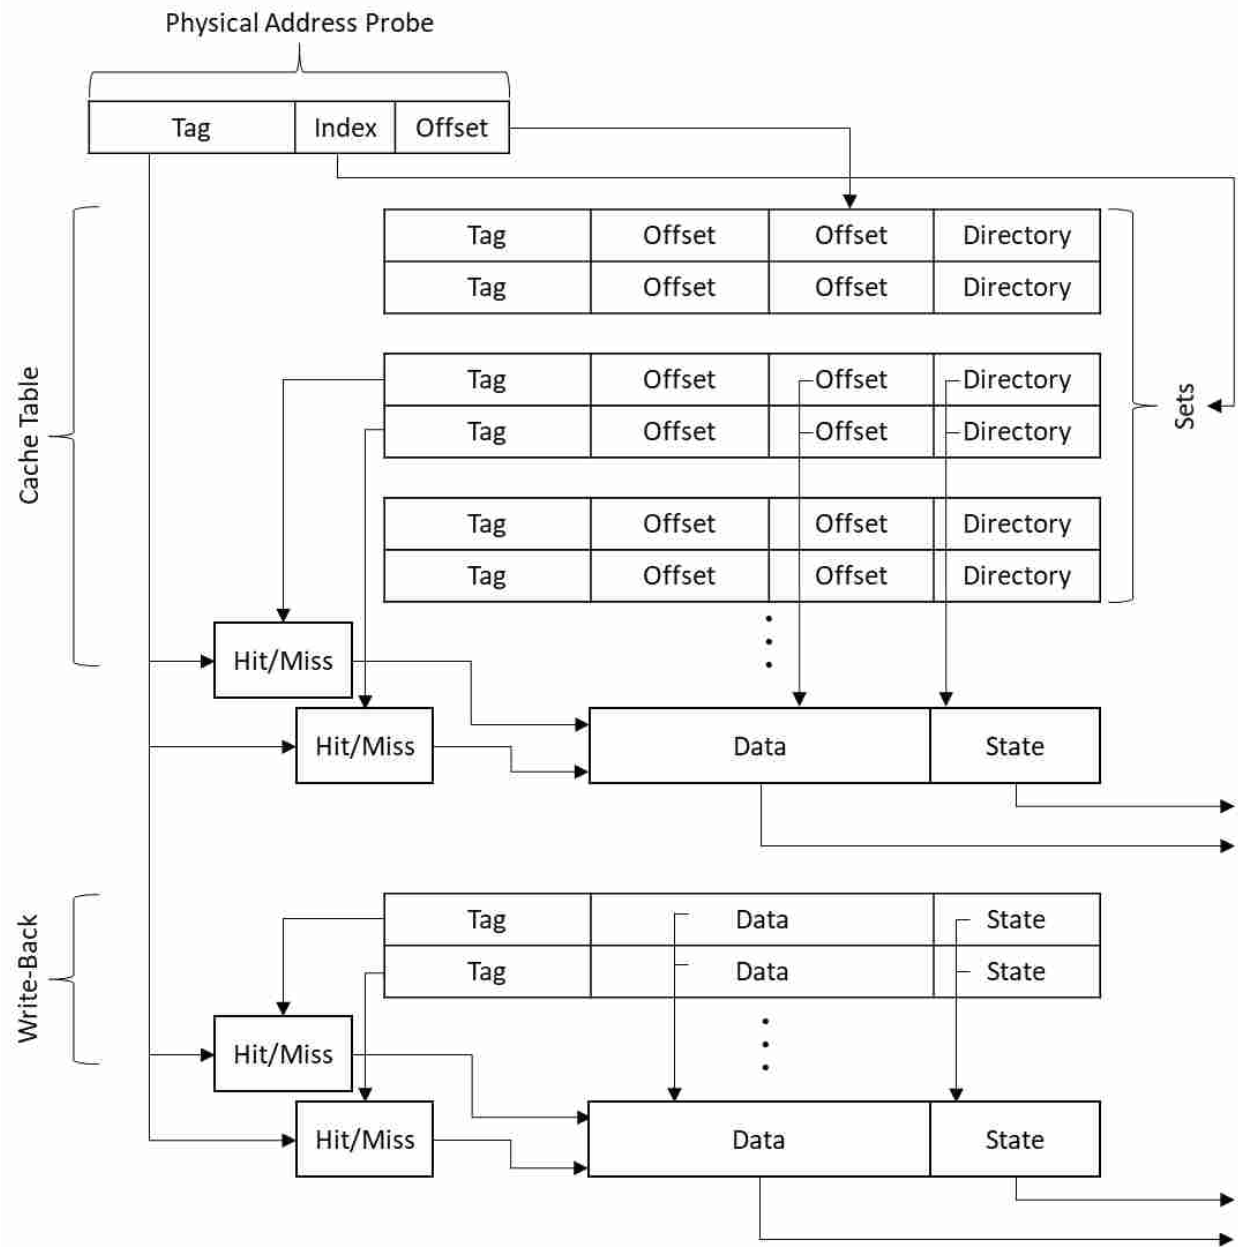 Physical Address Probe
Tag Index Offset
Tag Offset Offset Directory
Tag Offset Offset Directory
Tag Offset Offset Directory
Tag Offset Offset Directory
Tag Offset Offset Directory
Tag Offset Offset Directory
Cache Table
Sets
Hit/Miss
Hit/Miss Data State
Tag Data State
Tag Data State
Write-Back
Hit/Miss
Hit/Miss Data State